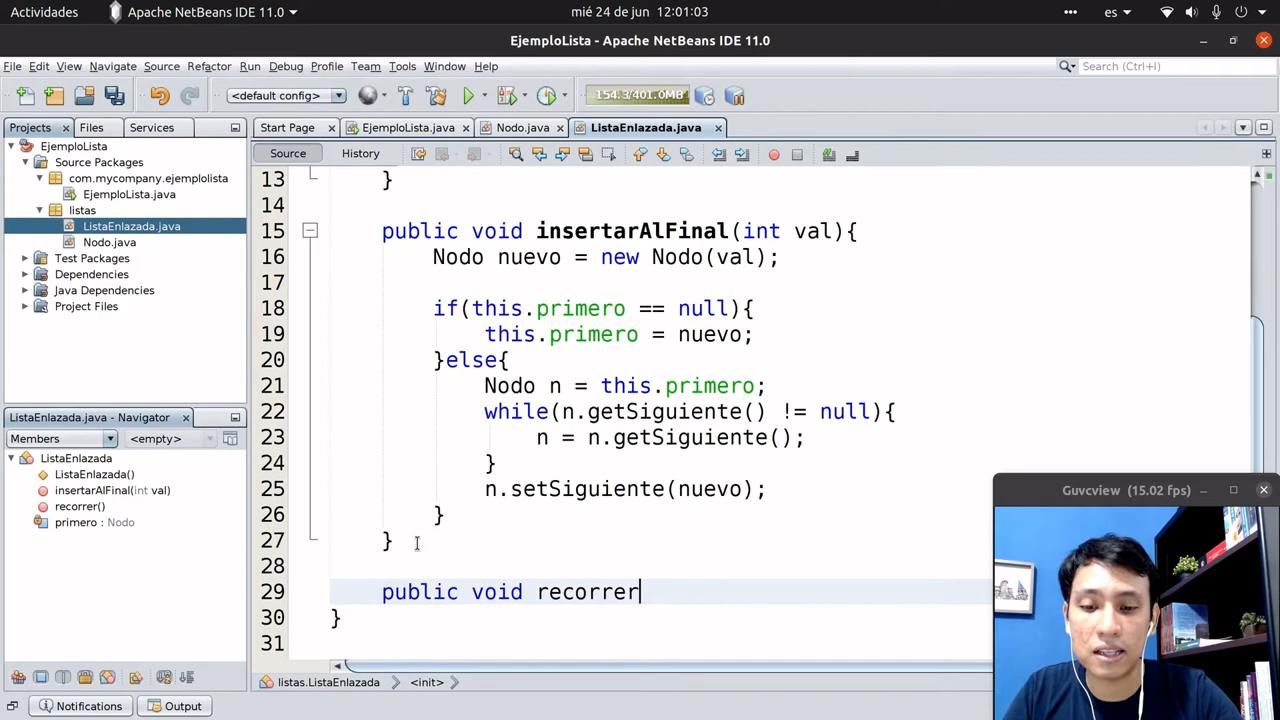 Actividades
Apache NetBeans IDE 11.0
mié 24 de jun 12:01:03
es
EjemploLista - Apache NetBeans IDE 11.0
File Edit View Navigate Source Refactor Run Debug Profile Team Tools Window Help
Search (Ctrl+I)
<default config>
154.3/401.0MB
Projects
Files
Services
Start Page
EjemploLista.java
Nodo.java
ListaEnlazada.java
Source
History
EjemploLista
Source Packages
com.mycompany.ejemplolista
EjemploLista.java
listas
ListaEnlazada.java
Nodo.java
Test Packages
Dependencies
Java Dependencies
Project Files
ListaEnlazada.java - Navigator
Members
<empty>
ListaEnlazada
ListaEnlazada()
insertarAlFinal(int val)
recorrer()
primero : Nodo
13 }
14
15 public void insertarAlFinal(int val){
16 Nodo nuevo = new Nodo(val);
17
18 if(this.primero == null){
19 this.primero = nuevo;
20 }else{
21 Nodo n = this.primero;
22 while(n.getSiguiente() != null){
23 n = n.getSiguiente();
24 }
25 n.setSiguiente(nuevo);
26 }
27 }
28
29 public void recorrer
30 }
31
listas.ListaEnlazada
<init>
Guvcview (15.02 fps)
Notifications
Output